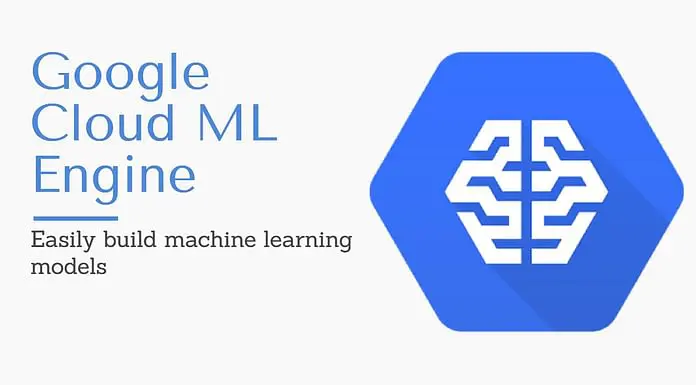 Google
Cloud ML
Engine
Easily build machine learning
models